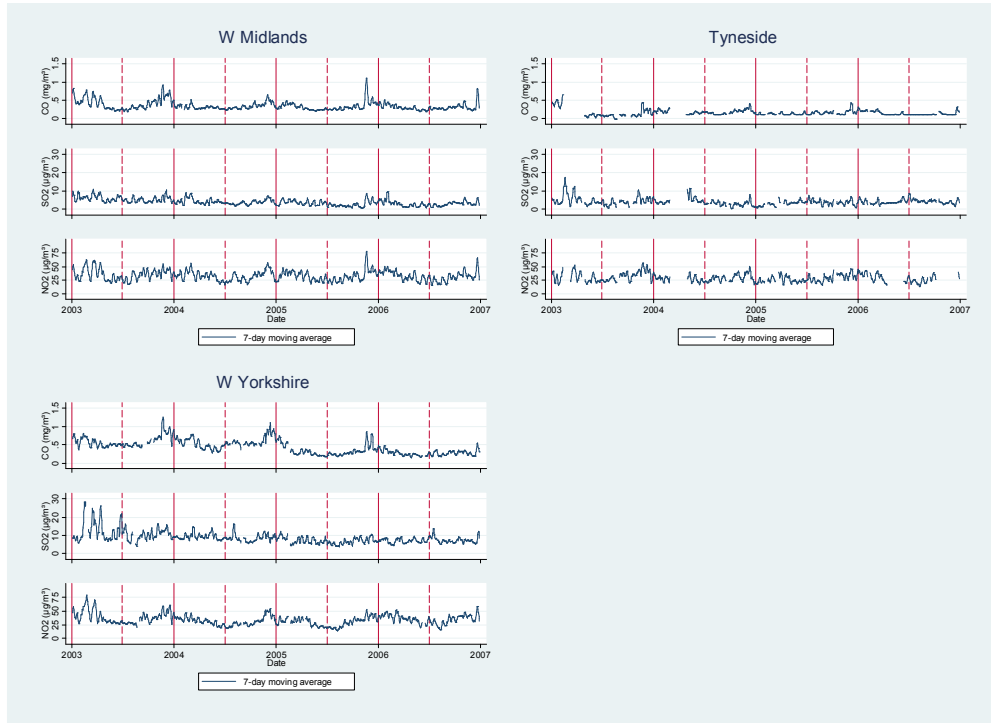 W Midlands
CO (mg/m³)
0 .5 1 1.5
SO2 (µg/m³)
0 10 20 30
NO2 (µg/m³)
0 25 50 75
2003 2004 2005 2006 2007
Date
7-day moving average
Tyneside
CO (mg/m³)
0 .5 1 1.5
SO2 (µg/m³)
0 10 20 30
NO2 (µg/m³)
0 25 50 75
2003 2004 2005 2006 2007
Date
7-day moving average
W Yorkshire
CO (mg/m³)
0 .5 1 1.5
SO2 (µg/m³)
0 10 20 30
NO2 (µg/m³)
0 25 50 75
2003 2004 2005 2006 2007
Date
7-day moving average